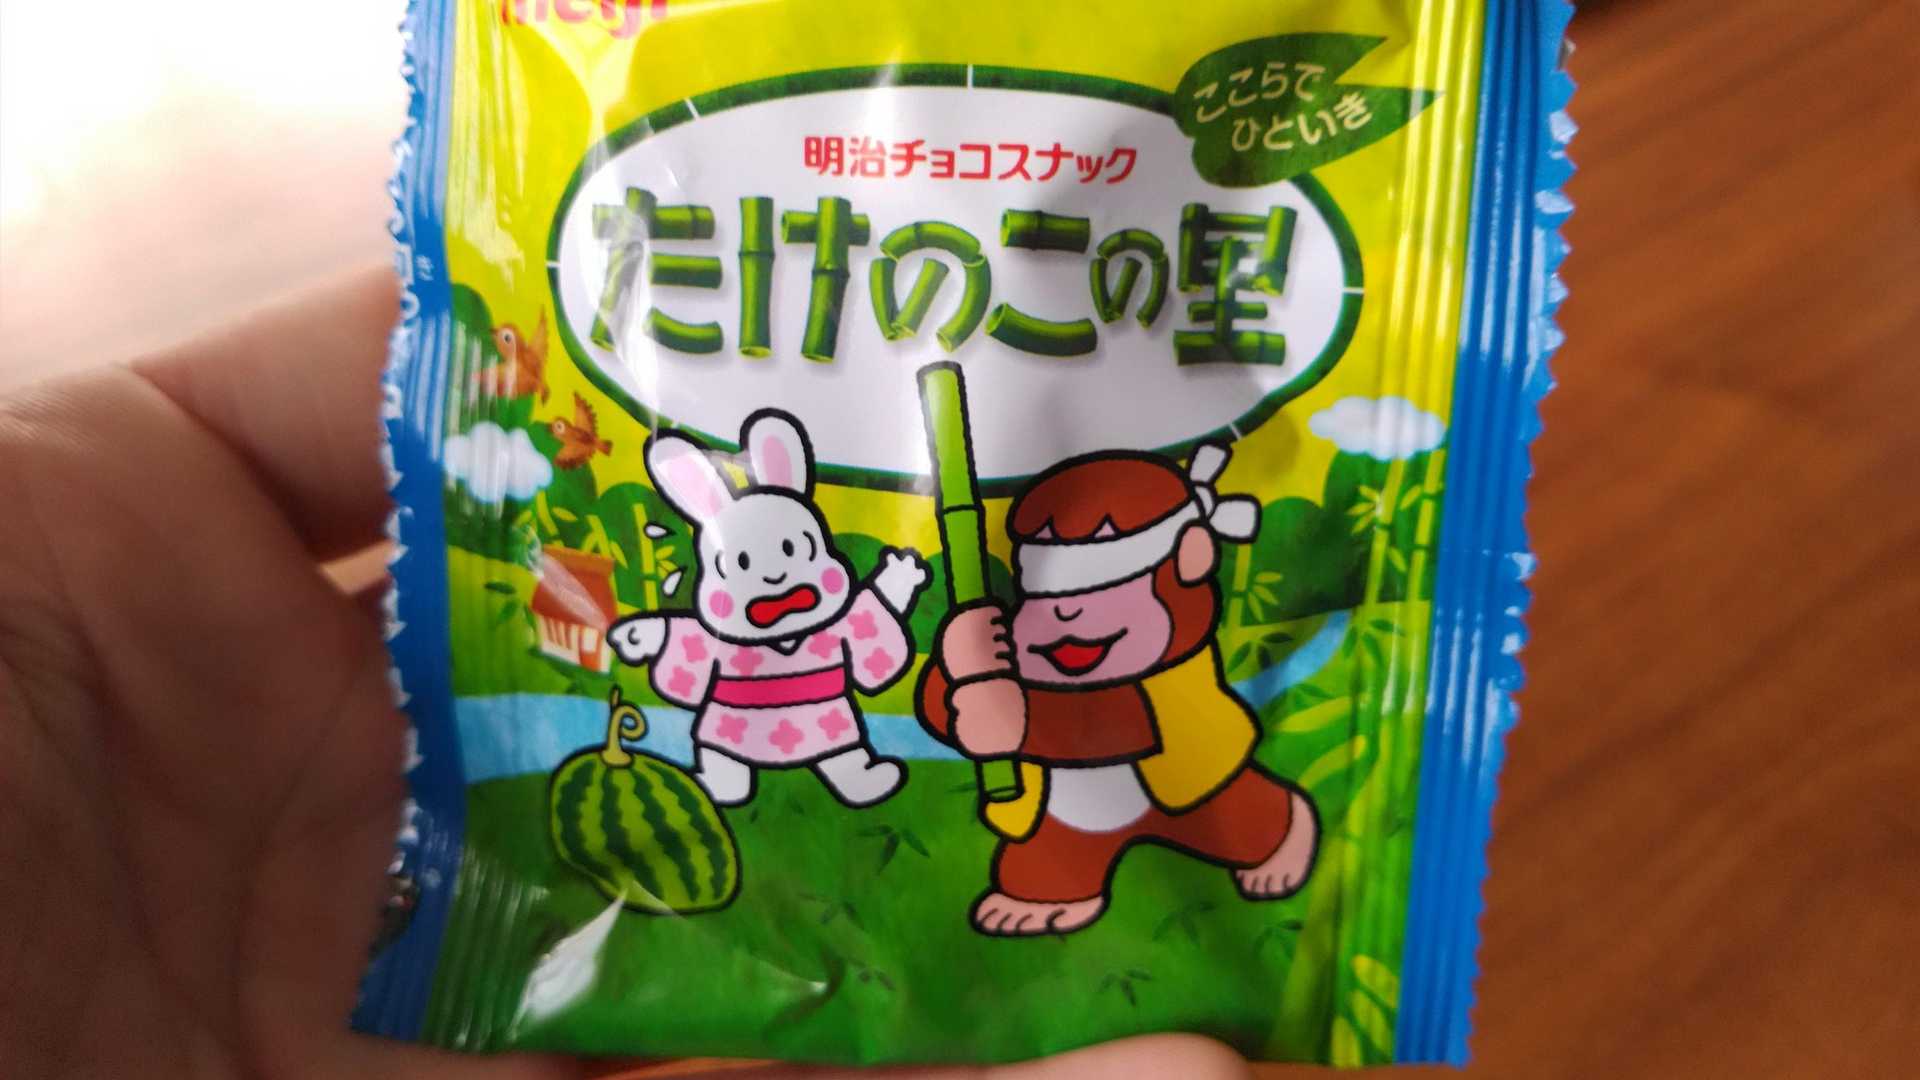 meiji
ここらで
ひといき
明治チョコスナック
たけのこの里